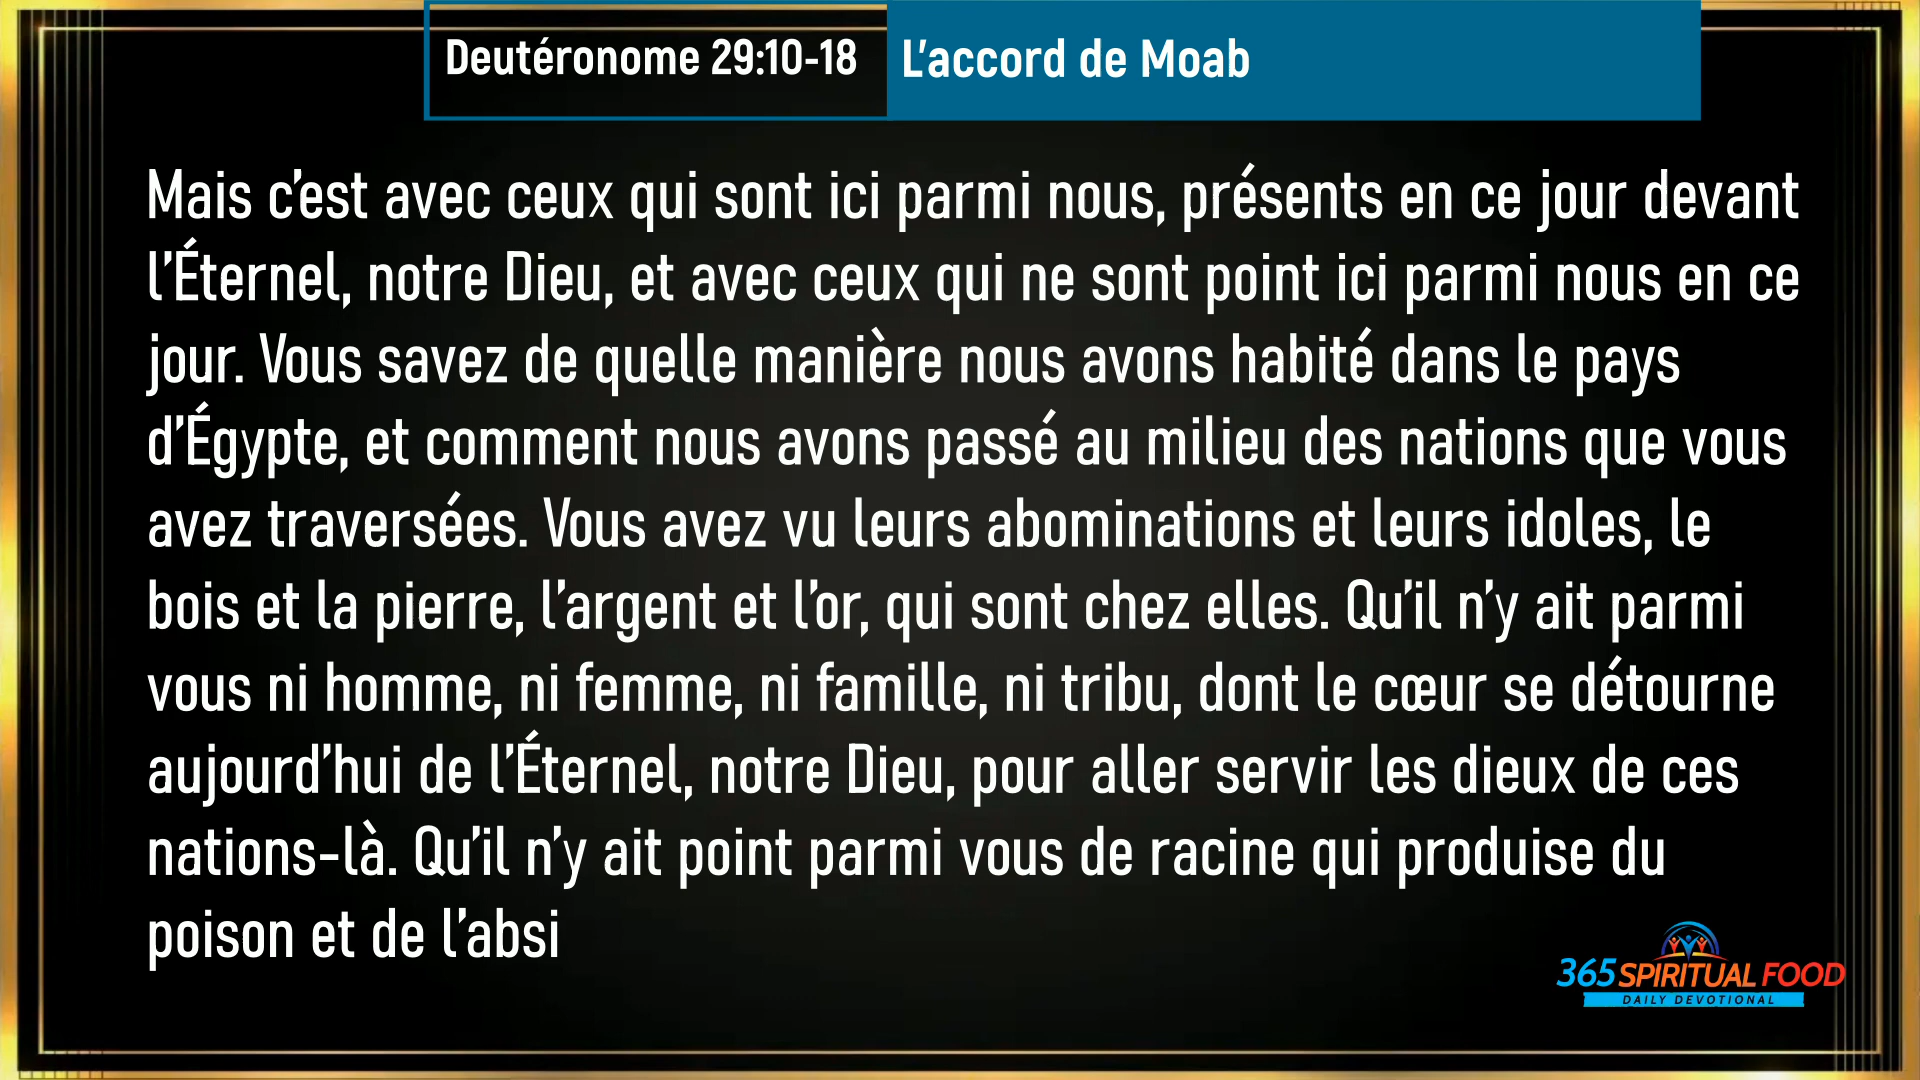 Deutéronome 29:10-18
L'accord de Moab
Mais c'est avec ceux qui sont ici parmi nous, présents en ce jour devant
l'Éternel, notre Dieu, et avec ceux qui ne sont point ici parmi nous en ce
jour. Vous savez de quelle manière nous avons habité dans le pays
d'Égypte, et comment nous avons passé au milieu des nations que vous
avez traversées. Vous avez vu leurs abominations et leurs idoles, le
bois et la pierre, l'argent et l'or, qui sont chez elles. Qu'il n'y ait parmi
vous ni homme, ni femme, ni famille, ni tribu, dont le cœur se détourne
aujourd'hui de l'Éternel, notre Dieu, pour aller servir les dieux de ces
nations-là. Qu'il n'y ait point parmi vous de racine qui produise du
poison et de l'absi
365 SPIRITUAL FOOD
DAILY DEVOTIONAL